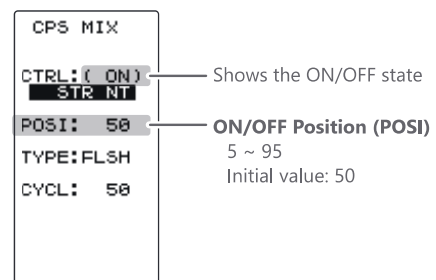 CPS MIX
CTRL:( ON)
STR NT
POSI: 50
TYPE:FLSH
CYCL: 50
Shows the ON/OFF state
ON/OFF Position (POSI)
5 ~ 95
Initial value: 50